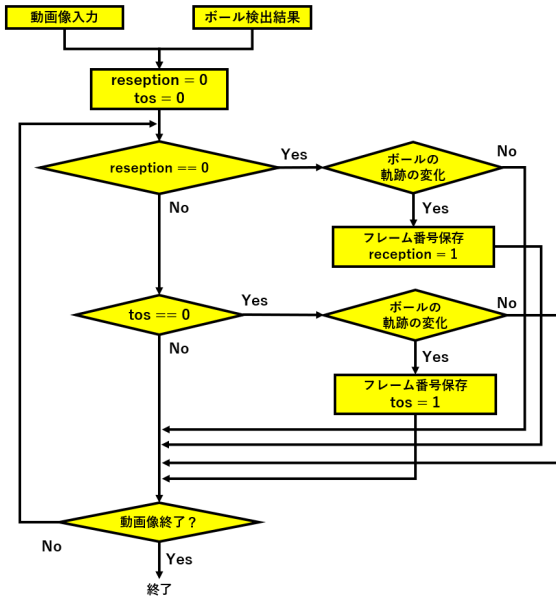 動画像入力
ボール検出結果
reseption = 0
tos = 0
reseption == 0
Yes
ボールの
軌跡の変化
No
No
Yes
フレーム番号保存
reception = 1
tos == 0
Yes
ボールの
軌跡の変化
No
No
Yes
フレーム番号保存
tos = 1
動画像終了？
No
Yes
終了